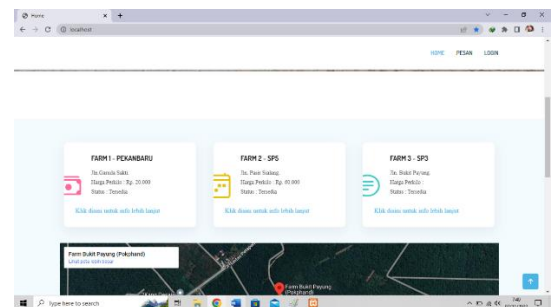 Home
localhost
HOME PESAN LOGIN
FARM 1 - PEKANBARU
Jln. Garuda Sakti
Harga Perkilo : Rp. 20.000
Status : Tersedia
Klik disini untuk info lebih lanjut
FARM 2 - SP5
Jln. Pasir Sialang
Harga Perkilo : Rp. 60.000
Status : Tersedia
Klik disini untuk info lebih lanjut
FARM 3 - SP3
Jln. Bukit Payung
Harga Perkilo :
Status : Tersedia
Klik disini untuk info lebih lanjut
Farm Bukit Payung (Pokphand)
Farm Bukit Payung
(Pokphand)
Type here to search